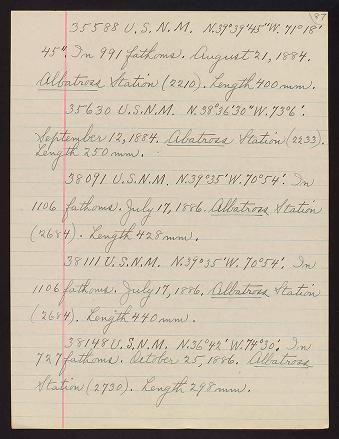 87
35588 U.S.N.M. N.39°39'45"W. 71°18'
45". In 991 fathoms. August 21, 1884.
Albatross Station (2210). Length 400 mm.
35630 U.S.N.M. N.38°36'30"W.73°6'.
September 12, 1884. Abatross Station (2233).
Length 250 mm.
38091 U.S.N.M. N.39°35' W.70°54'. In
1106 fathoms. July 17, 1886. Albatross Station
(2684). Length 428 mm.
38111 U.S.N.M. N.39°35' W.70°54'. In
1106 fathoms. July 17, 1886. Albatross Station
(2684). Length 440 mm.
38148 U.S.N.M. N.36°42' W.74°30'. In
727 fathoms. October 25, 1886. Albatross
Station (2730). Length 298 mm.